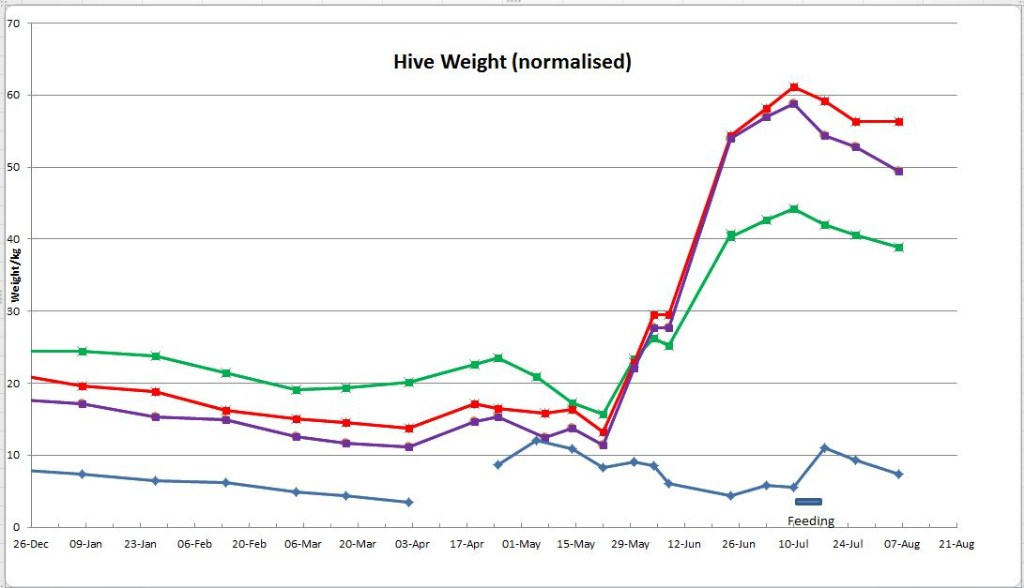 Hive Weight (normalised)
70
60
50
40
30
20
10
0
Weight/kg
Feeding
26-Dec 09-Jan 23-Jan 06-Feb 20-Feb 06-Mar 20-Mar 03-Apr 17-Apr 01-May 15-May 29-May 12-Jun 26-Jun 10-Jul 24-Jul 07-Aug 21-Aug